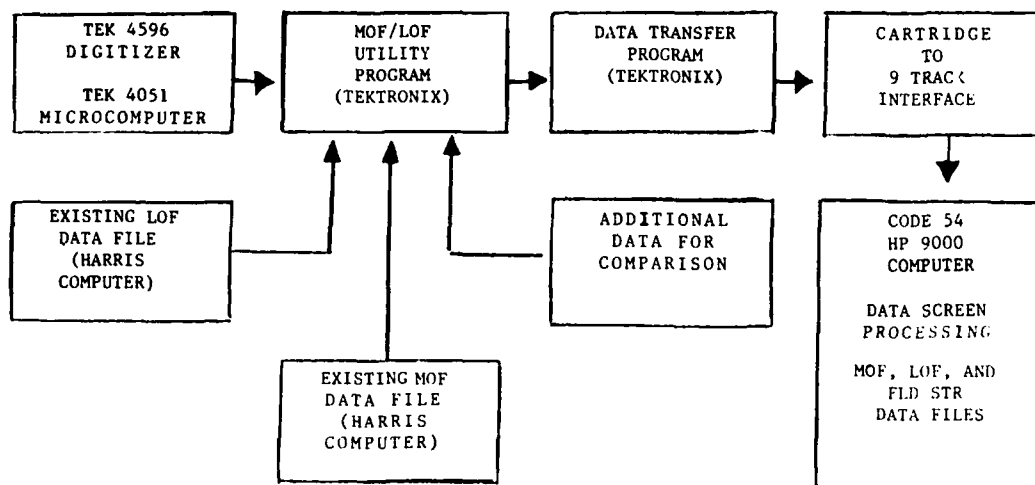 TEK 4596
DIGITIZER
TEK 4051
MICROCOMPUTER
MOF/LOF
UTILITY
PROGRAM
(TEKTRONIX)
DATA TRANSFER
PROGRAM
(TEKTRONIX)
CARTRIDGE
TO
9 TRACK
INTERFACE
EXISTING LOF
DATA FILE
(HARRIS
COMPUTER)
EXISTING MOF
DATA FILE
(HARRIS
COMPUTER)
ADDITIONAL
DATA FOR
COMPARISON
CODE 54
HP 9000
COMPUTER
DATA SCREEN
PROCESSING
MOF, LOF, AND
FLD STR
DATA FILES